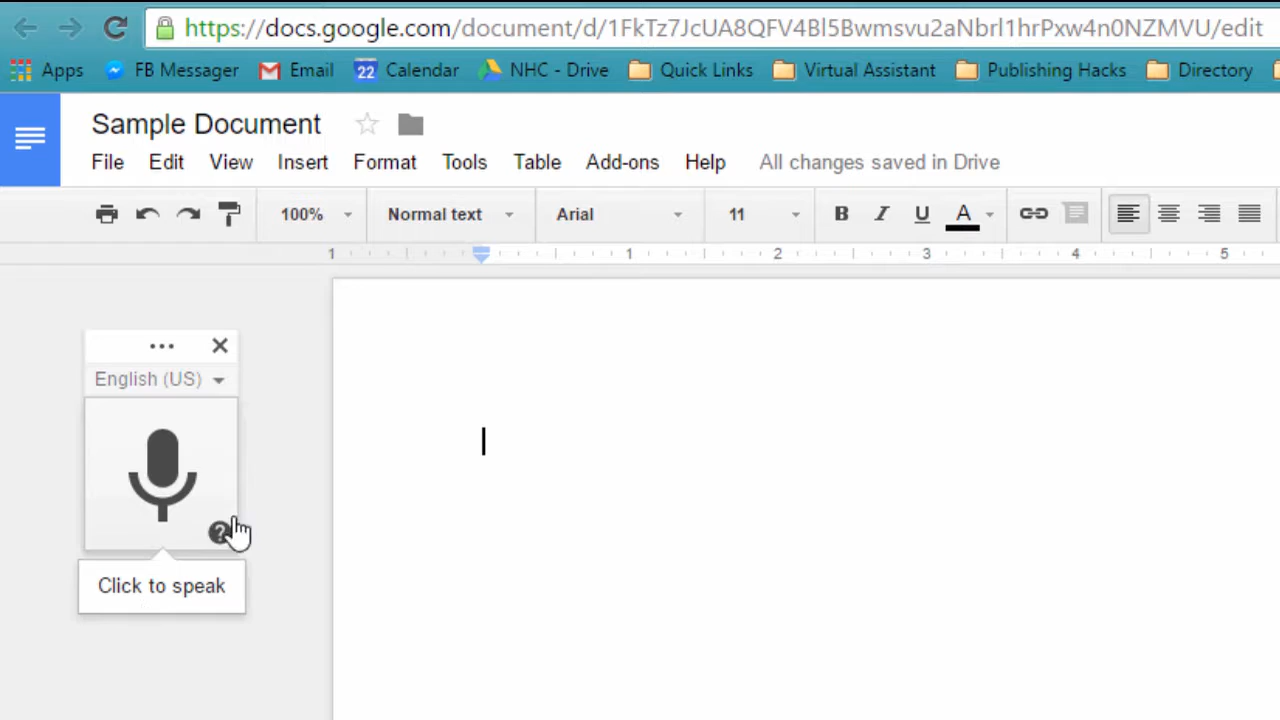 https://docs.google.com/document/d/1FkTz7JcUA8QFV4Bl5Bwmsvu2aNbrl1hrPxw4n0NZMVU/edit
Apps FB Messager Email 22 Calendar NHC - Drive Quick Links Virtual Assistant Publishing Hacks Directory
Sample Document
File Edit View Insert Format Tools Table Add-ons Help All changes saved in Drive
100% Normal text Arial 11 B I U A
1 1 2 3 4 5
English (US)
?
Click to speak